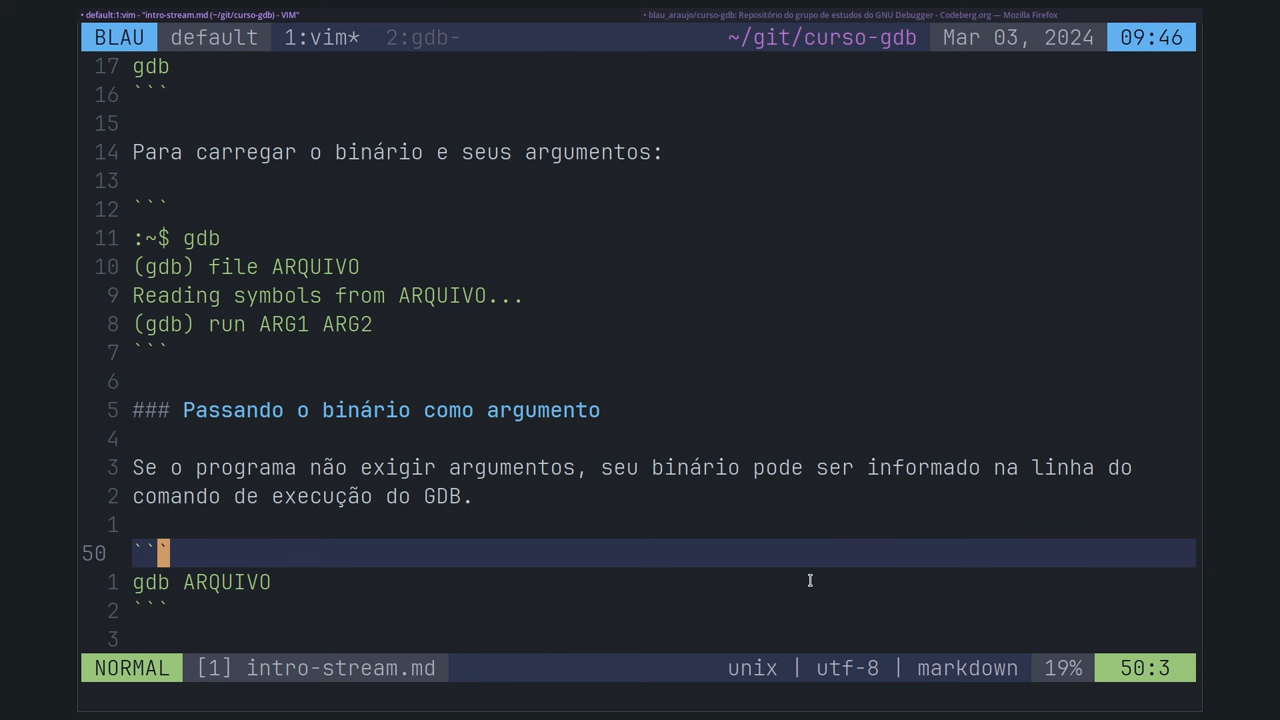 • default:1:vim - "intro-stream.md (~/git/curso-gdb) - VIM" • blau_araujo/curso-gdb: Repositório do grupo de estudos do GNU Debugger - Codeberg.org — Mozilla Firefox
BLAU default 1:vim* 2:gdb- ~/git/curso-gdb Mar 03, 2024 09:46
17 gdb
16 ```
15
14 Para carregar o binário e seus argumentos:
13
12 ```
11 :~$ gdb
10 (gdb) file ARQUIVO
9 Reading symbols from ARQUIVO...
8 (gdb) run ARG1 ARG2
7 ```
6
5 ### Passando o binário como argumento
4
3 Se o programa não exigir argumentos, seu binário pode ser informado na linha do
2 comando de execução do GDB.
1
50 ```
1 gdb ARQUIVO
2 ```
3
NORMAL [1] intro-stream.md unix | utf-8 | markdown 19% 50:3